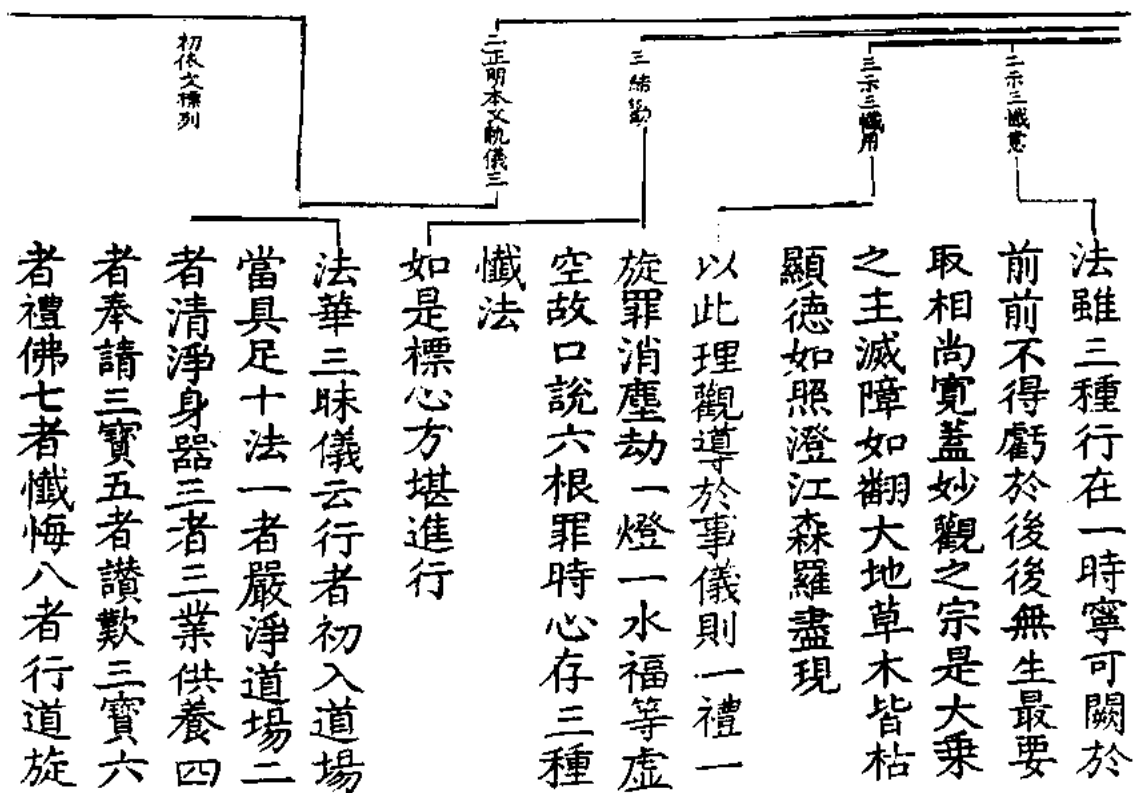 二示三懺意
三示三懺用
三結勸
二正明本文軌儀三
初依文標列
法雖三種行在一時寧可闕於
前前不得虧於後後無生最要
取相尚寬蓋妙觀之宗是大乘
之主滅障如翻大地草木皆枯
顯德如照澄江森羅盡現
以此理觀導於事儀則一禮一
旋罪消塵劫一燈一水福等虛
空故口說六根罪時心存三種
懺法
如是標心方堪進行
法華三昧儀云行者初入道場
當具足十法一者嚴淨道場二
者清淨身器三者三業供養四
者奉請三寶五者讚歎三寶六
者禮佛七者懺悔八者行道旋